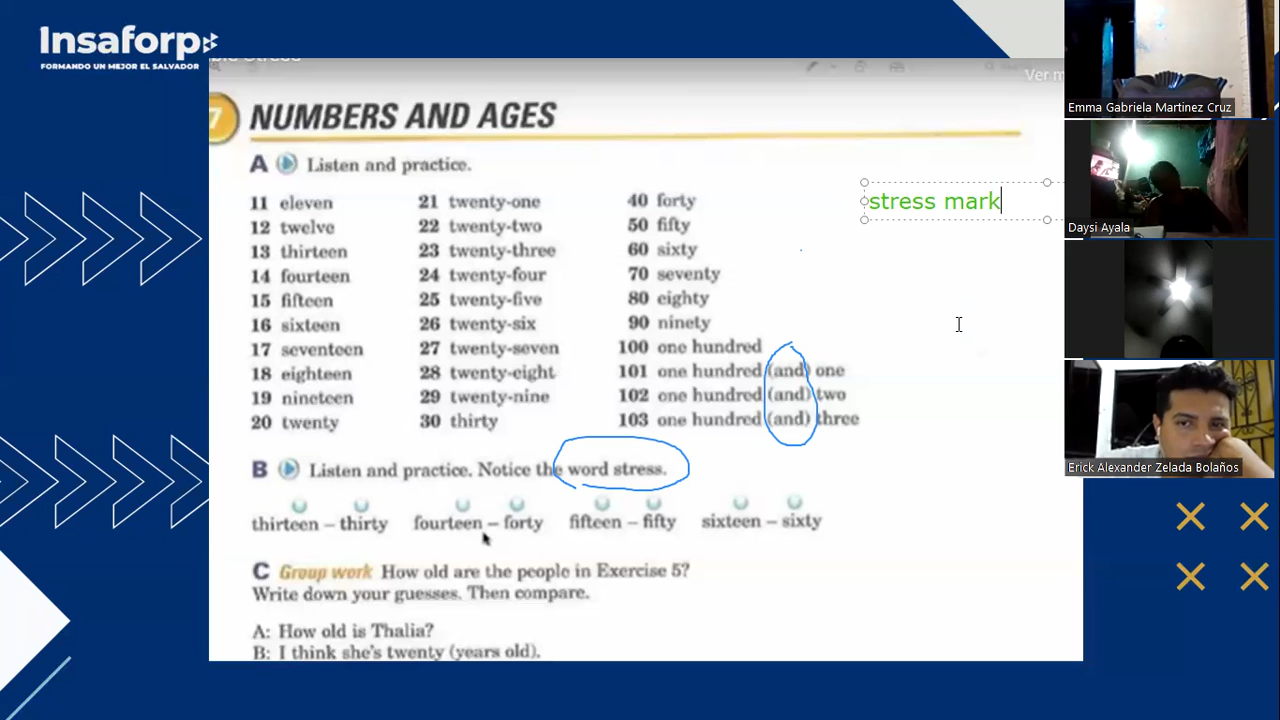 Insaforp
FORMANDO UN MEJOR EL SALVADOR
Ver m
7 NUMBERS AND AGES
A Listen and practice.
11 eleven 21 twenty-one 40 forty
12 twelve 22 twenty-two 50 fifty
13 thirteen 23 twenty-three 60 sixty
14 fourteen 24 twenty-four 70 seventy
15 fifteen 25 twenty-five 80 eighty
16 sixteen 26 twenty-six 90 ninety
17 seventeen 27 twenty-seven 100 one hundred
18 eighteen 28 twenty-eight 101 one hundred (and) one
19 nineteen 29 twenty-nine 102 one hundred (and) two
20 twenty 30 thirty 103 one hundred (and) three
stress mark
B Listen and practice. Notice the word stress.
thirteen – thirty fourteen – forty fifteen – fifty sixteen – sixty
C Group work How old are the people in Exercise 5?
Write down your guesses. Then compare.
A: How old is Thalia?
B: I think she's twenty (years old).
Emma Gabriela Martinez Cruz
Daysi Ayala
Erick Alexander Zelada Bolaños